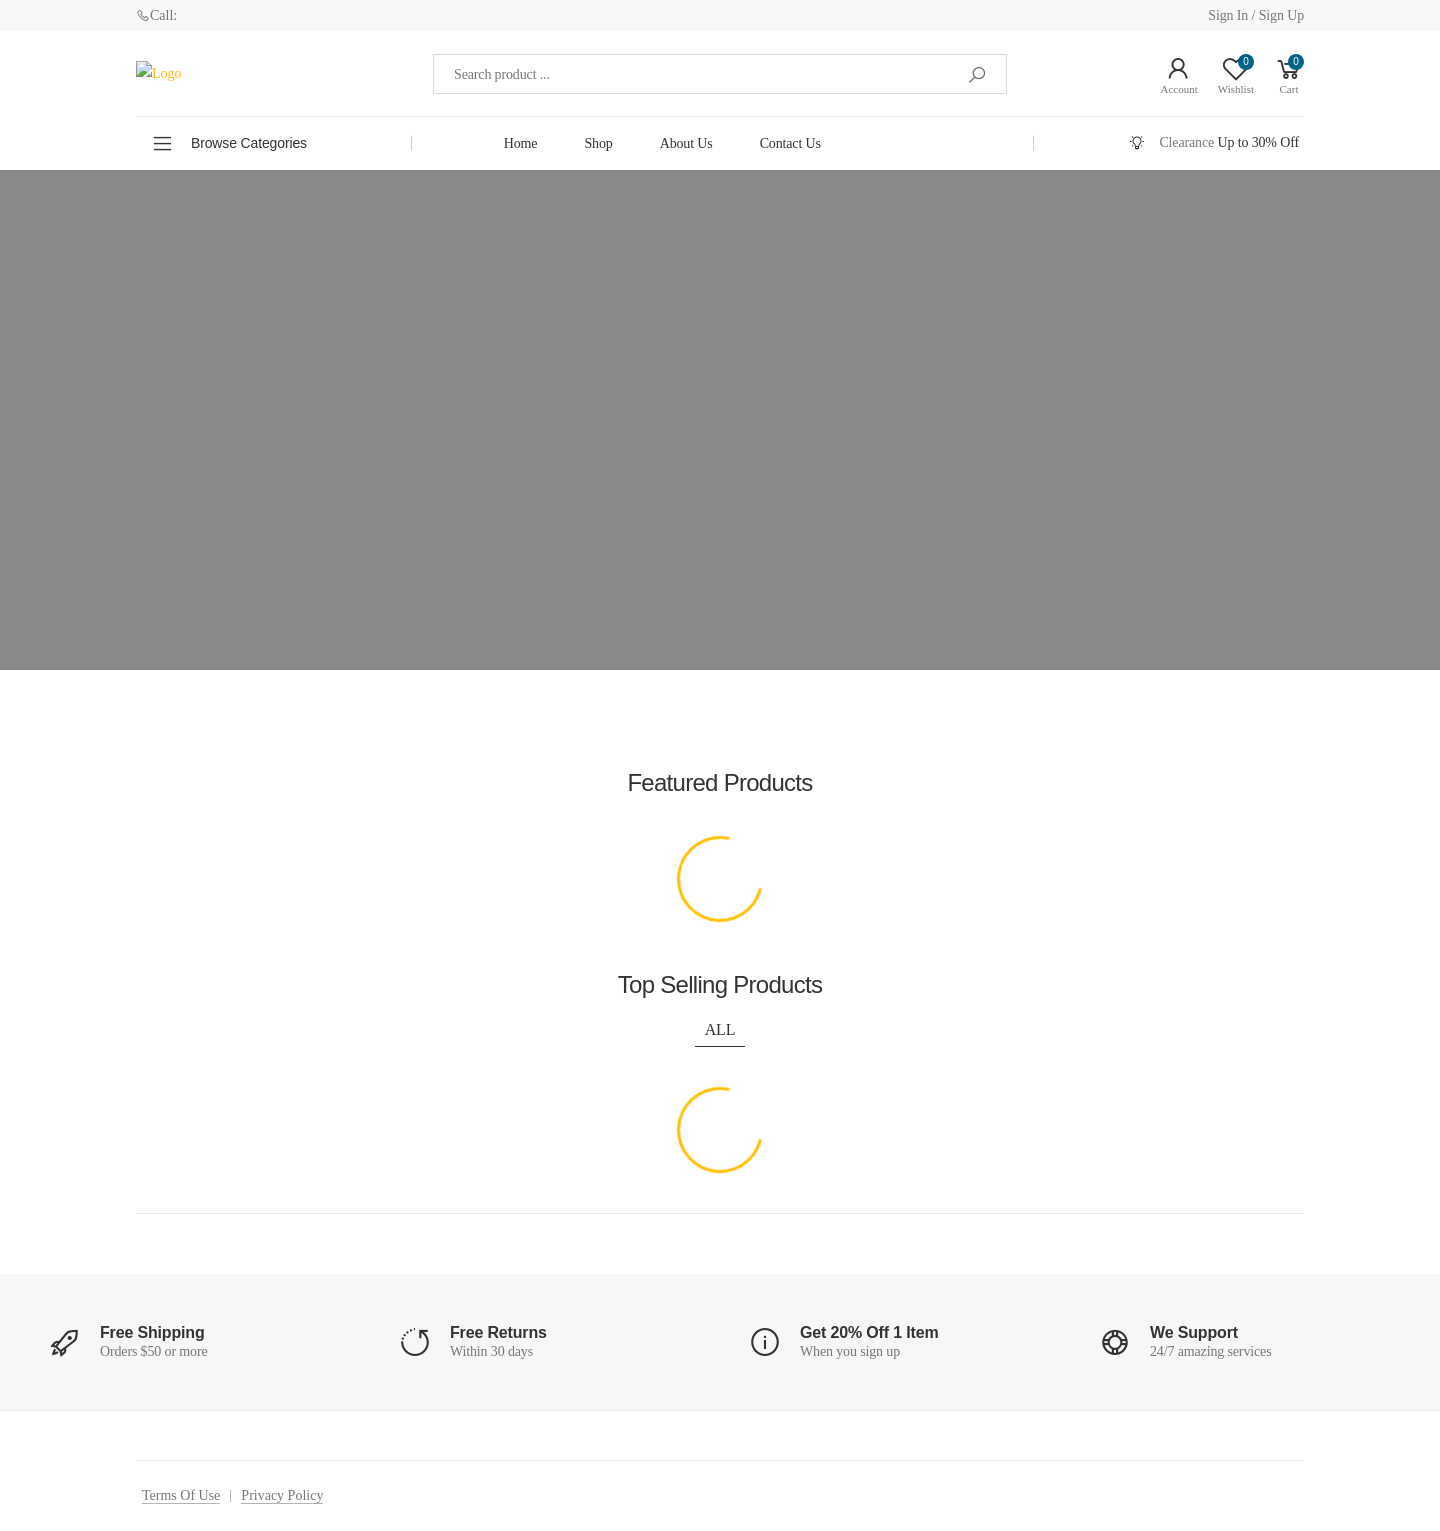 Call:
Sign In / Sign Up
Logo
Search product ...
0
0
Account
Wishlist
Cart
Browse Categories
Home
Shop
About Us
Contact Us
Clearance Up to 30% Off
Featured Products
Top Selling Products
ALL
Free Shipping
Orders $50 or more
Free Returns
Within 30 days
Get 20% Off 1 Item
When you sign up
We Support
24/7 amazing services
Terms Of Use
Privacy Policy